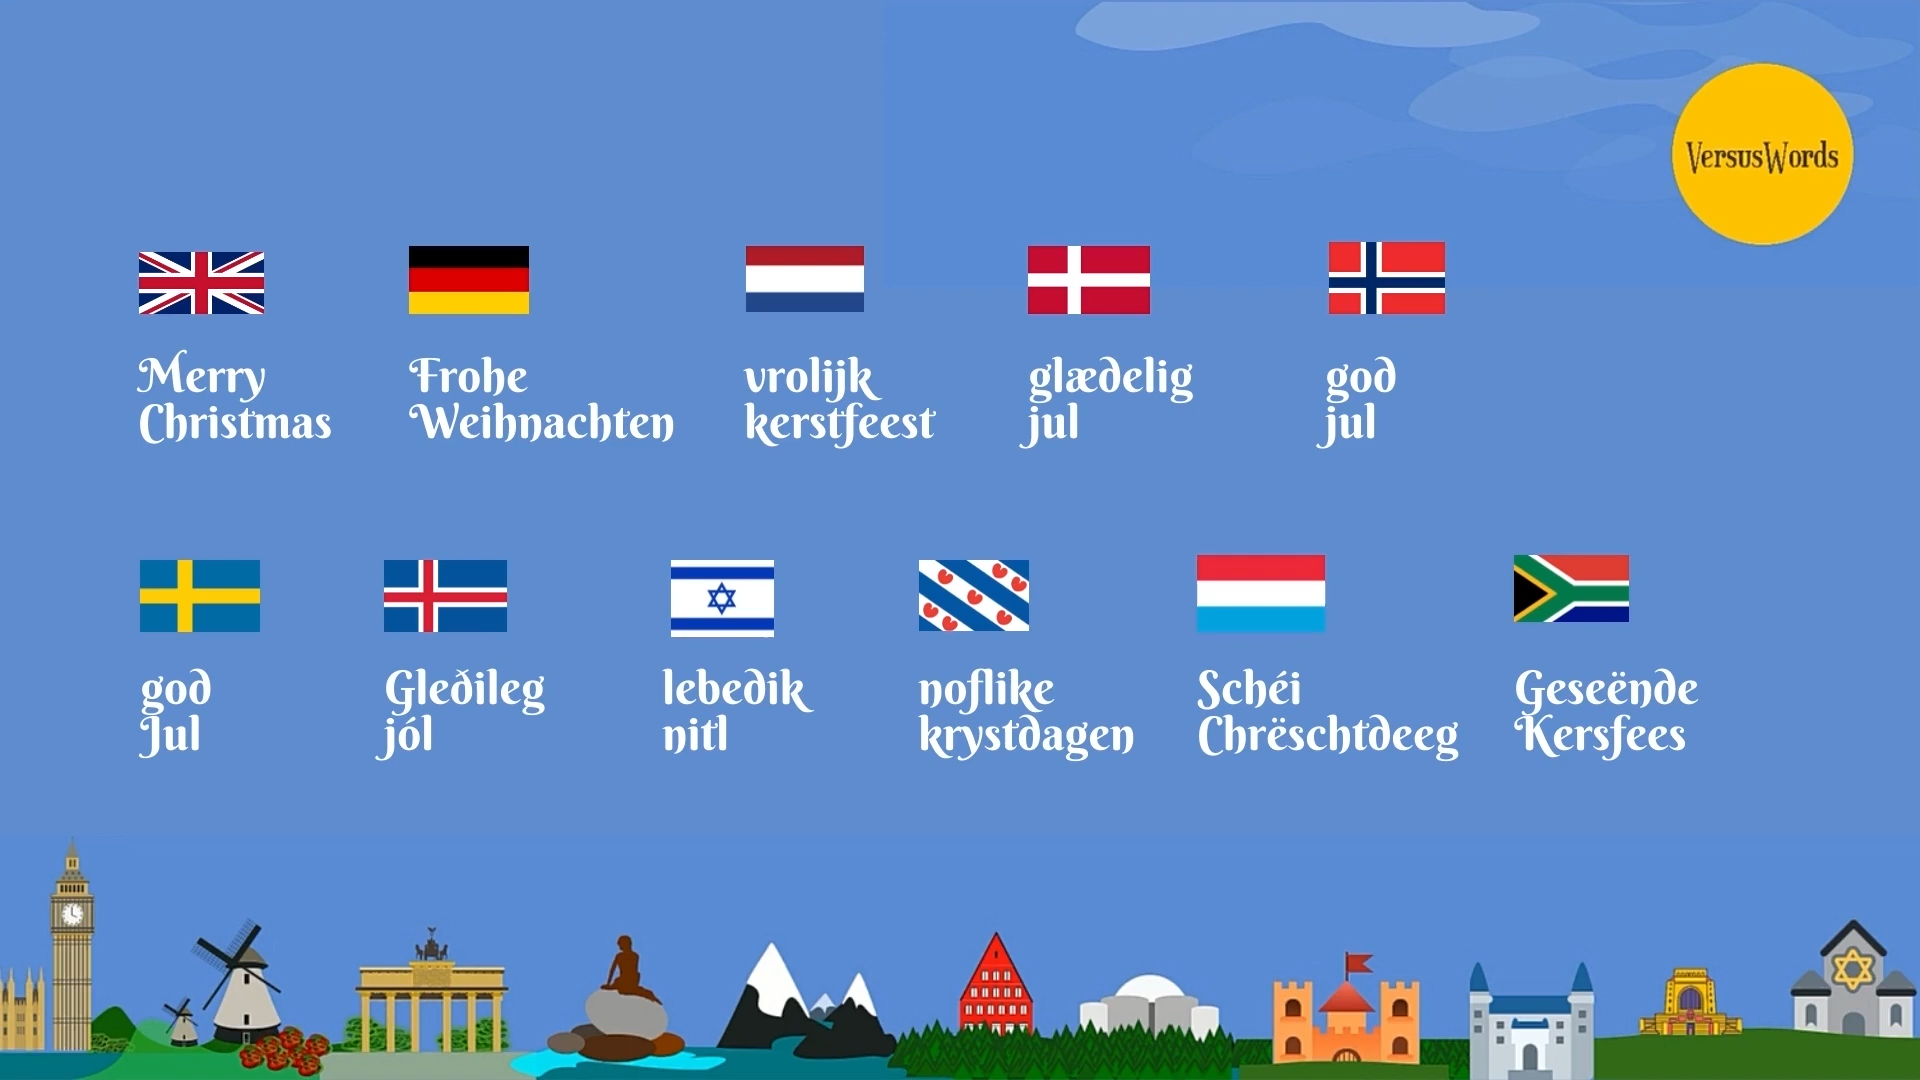 VersusWords
Merry
Christmas
Frohe
Weihnachten
vrolijk
kerstfeest
glædelig
jul
god
jul
god
Jul
Gleðileg
jól
lebedik
nitl
noflike
krystdagen
Schéi
Chrëschtdeeg
Geseënde
Kersfees